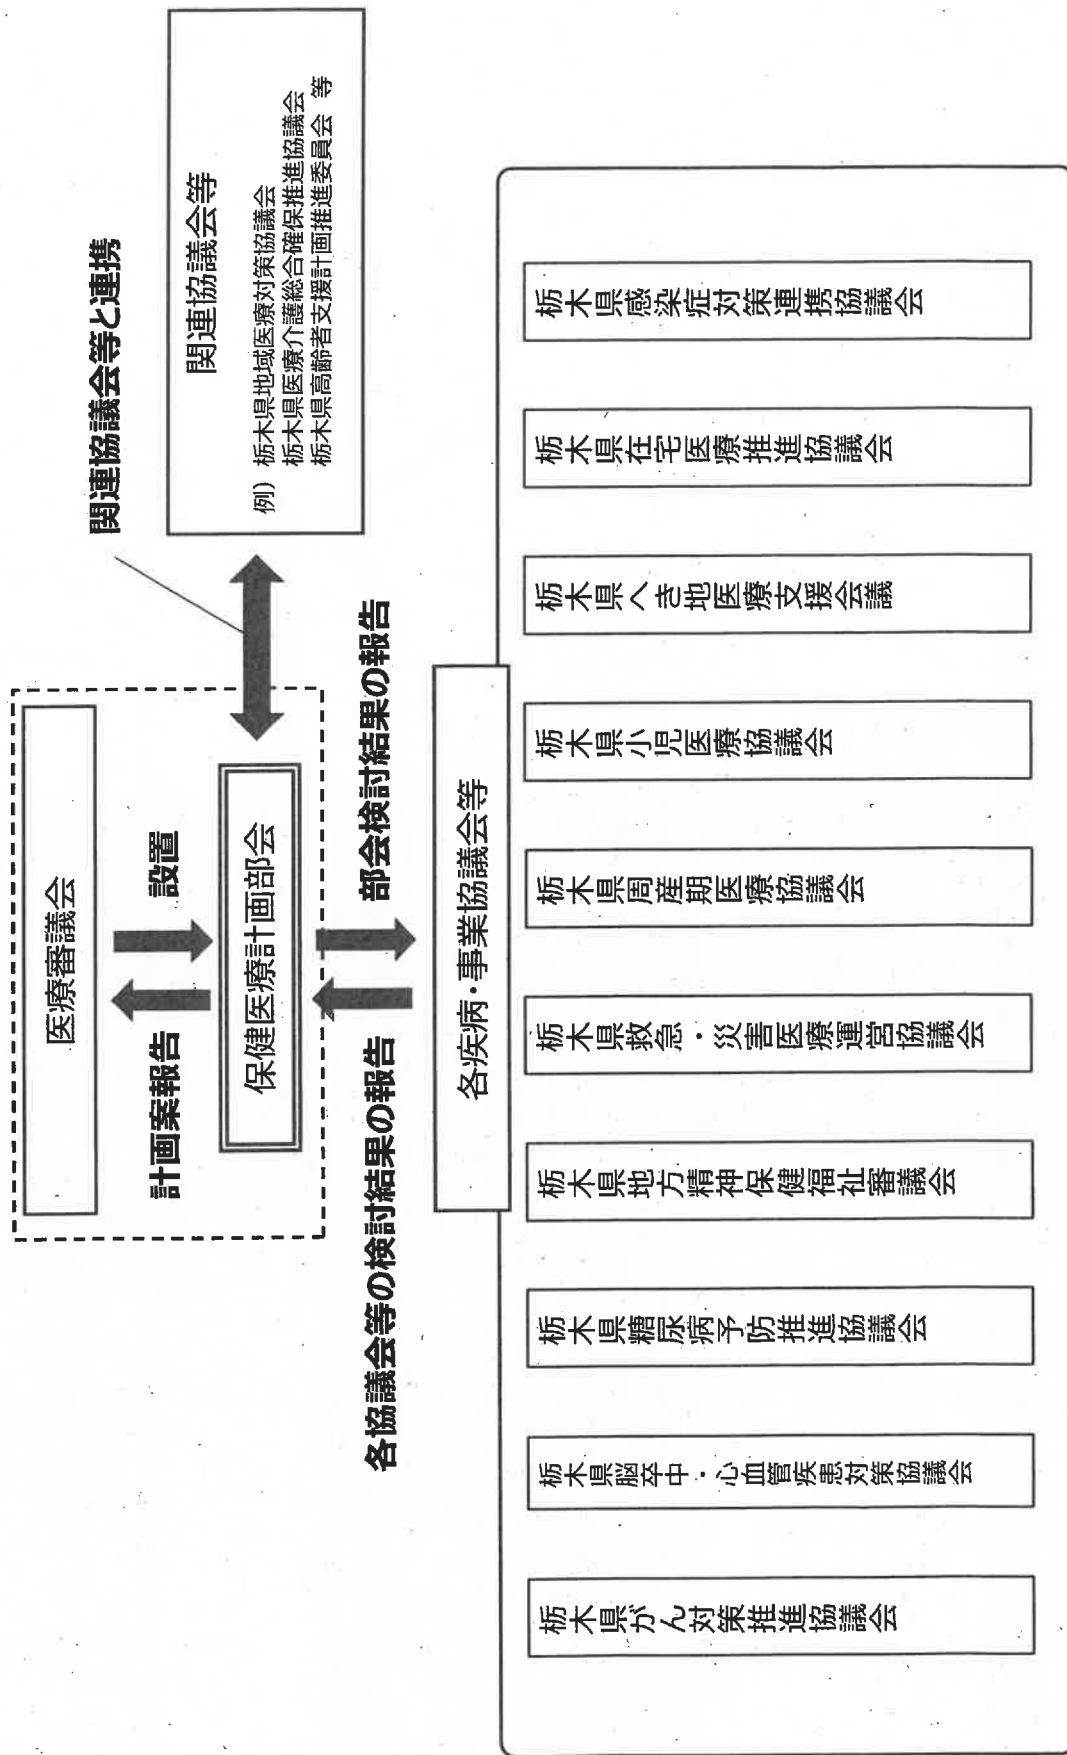 医療審議会
計画案報告
設置
保健医療計画部会
関連協議会等と連携
関連協議会等
例）栃木県地域医療対策協議会
栃木県医療介護総合確保推進協議会
栃木県高齢者支援計画推進委員会 等
各協議会等の検討結果の報告
部会検討結果の報告
各疾病・事業協議会等
栃木県がん対策推進協議会
栃木県脳卒中・心血管疾患対策協議会
栃木県糖尿病予防推進協議会
栃木県地方精神保健福祉審議会
栃木県救急・災害医療運営協議会
栃木県周産期医療協議会
栃木県小児医療協議会
栃木県へき地医療支援会議
栃木県在宅医療推進協議会
栃木県感染症対策連携協議会